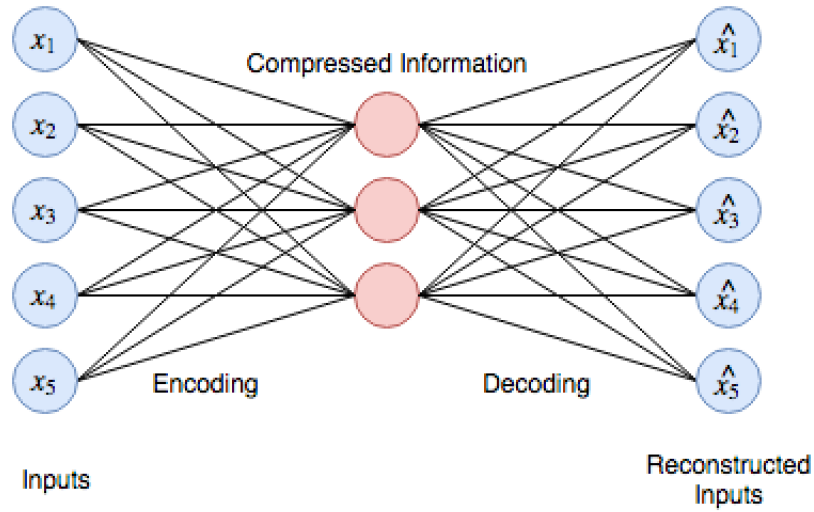 x₁
x̂₁
Compressed Information
x₂
x̂₂
x₃
x̂₃
x₄
x̂₄
x₅
x̂₅
Encoding
Decoding
Inputs
Reconstructed
Inputs